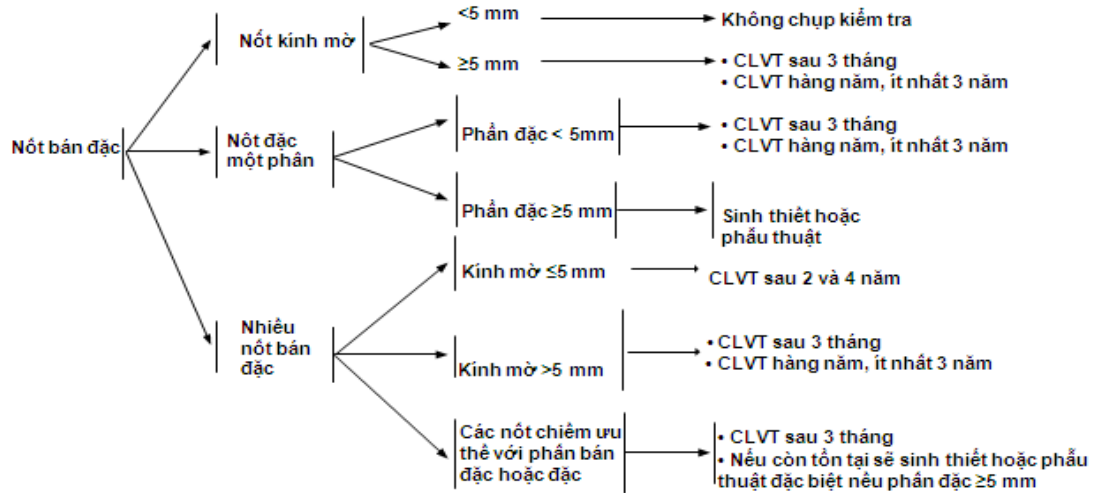 Nốt bán đặc
Nốt kính mờ
<5 mm
Không chụp kiểm tra
≥5 mm
• CLVT sau 3 tháng
• CLVT hàng năm, ít nhất 3 năm
Nôt đặc
một phân
Phần đặc < 5mm
• CLVT sau 3 tháng
• CLVT hàng năm, ít nhất 3 năm
Phần đặc ≥5 mm
Sinh thiết hoặc
phẫu thuật
Nhiều
nốt bán
đặc
Kính mờ ≤5 mm
CLVT sau 2 và 4 năm
Kính mờ >5 mm
• CLVT sau 3 tháng
• CLVT hàng năm, ít nhất 3 năm
Các nốt chiếm ưu
thế với phần bán
đặc hoặc đặc
• CLVT sau 3 tháng
• Nếu còn tồn tại sẽ sinh thiết hoặc phẫu
thuật đặc biệt nếu phần đặc ≥5 mm